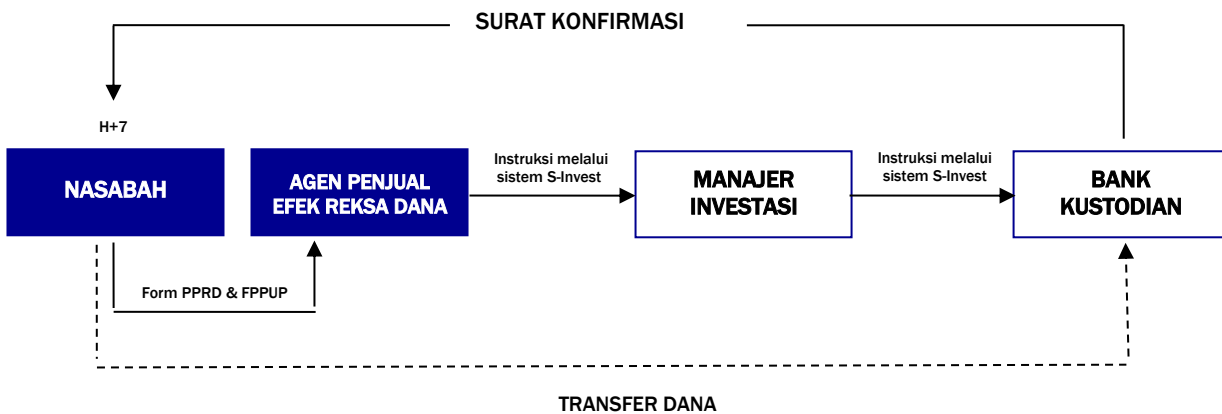 SURAT KONFIRMASI
H+7
NASABAH
AGEN PENJUAL
EFEK REKSA DANA
Instruksi melalui
sistem S-Invest
MANAJER
INVESTASI
Instruksi melalui
sistem S-Invest
BANK
KUSTODIAN
Form PPRD & FPPUP
TRANSFER DANA